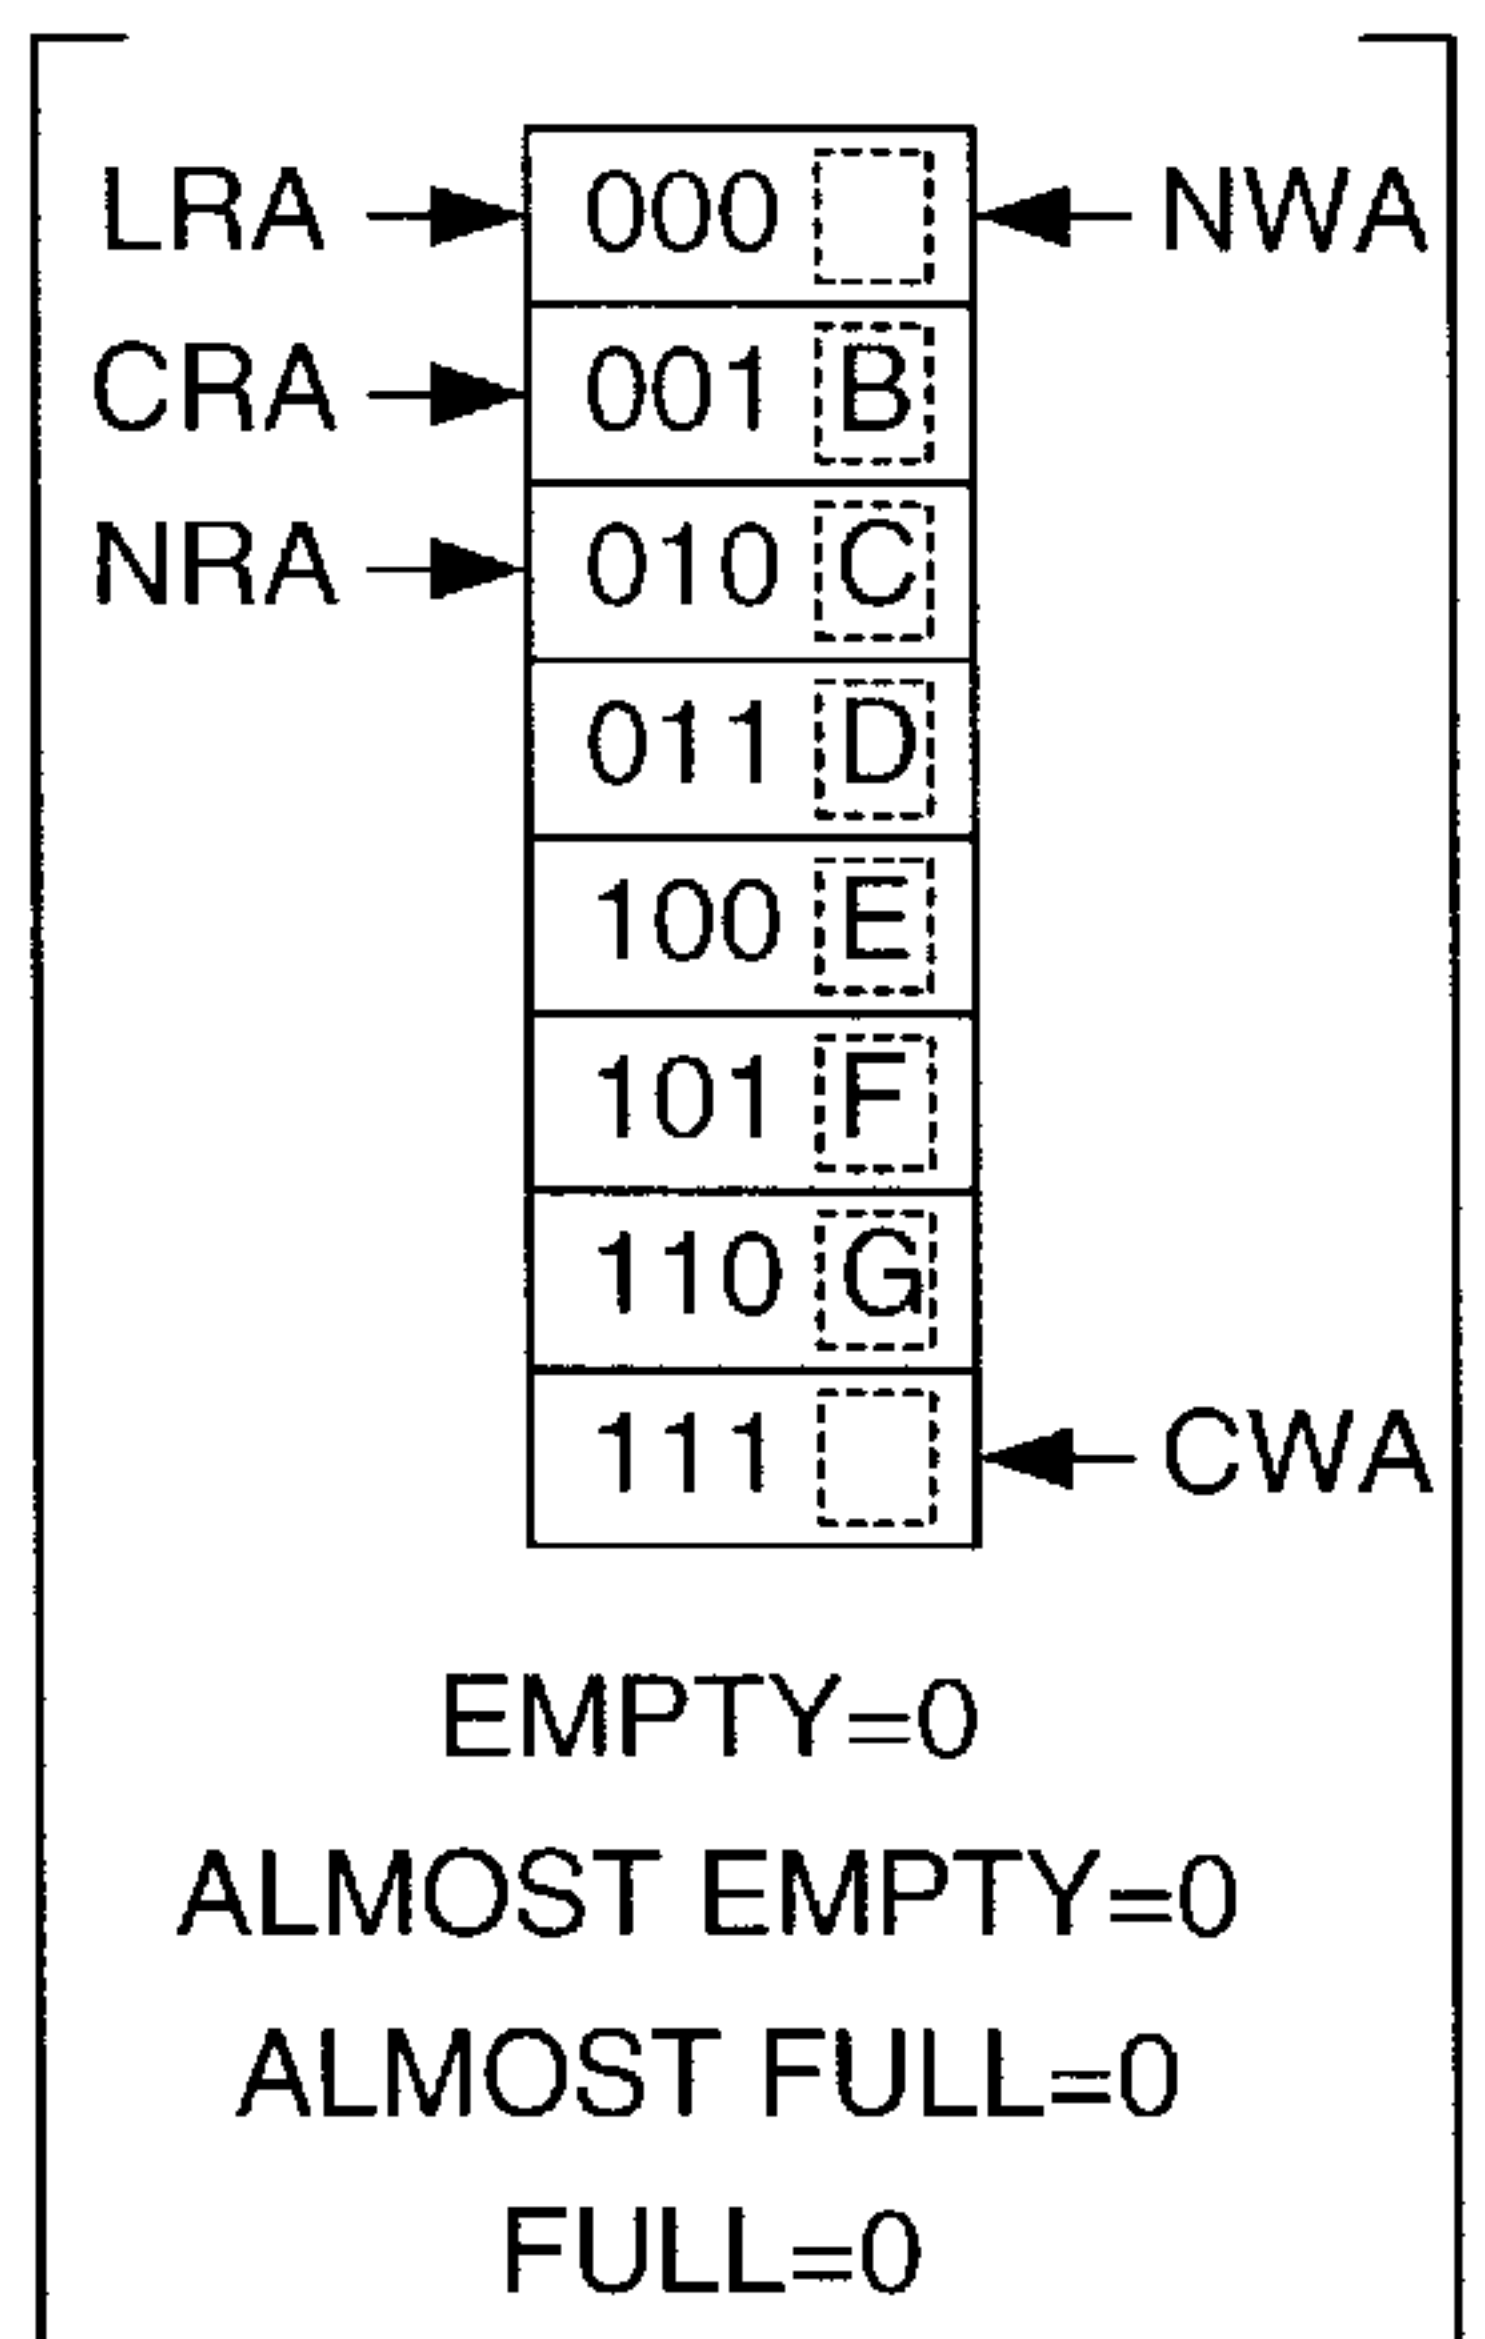 LRA 000 NWA
CRA 001 B
NRA 010 C
011 D
100 E
101 F
110 G
111 CWA
EMPTY=0
ALMOST EMPTY=0
ALMOST FULL=0
FULL=0